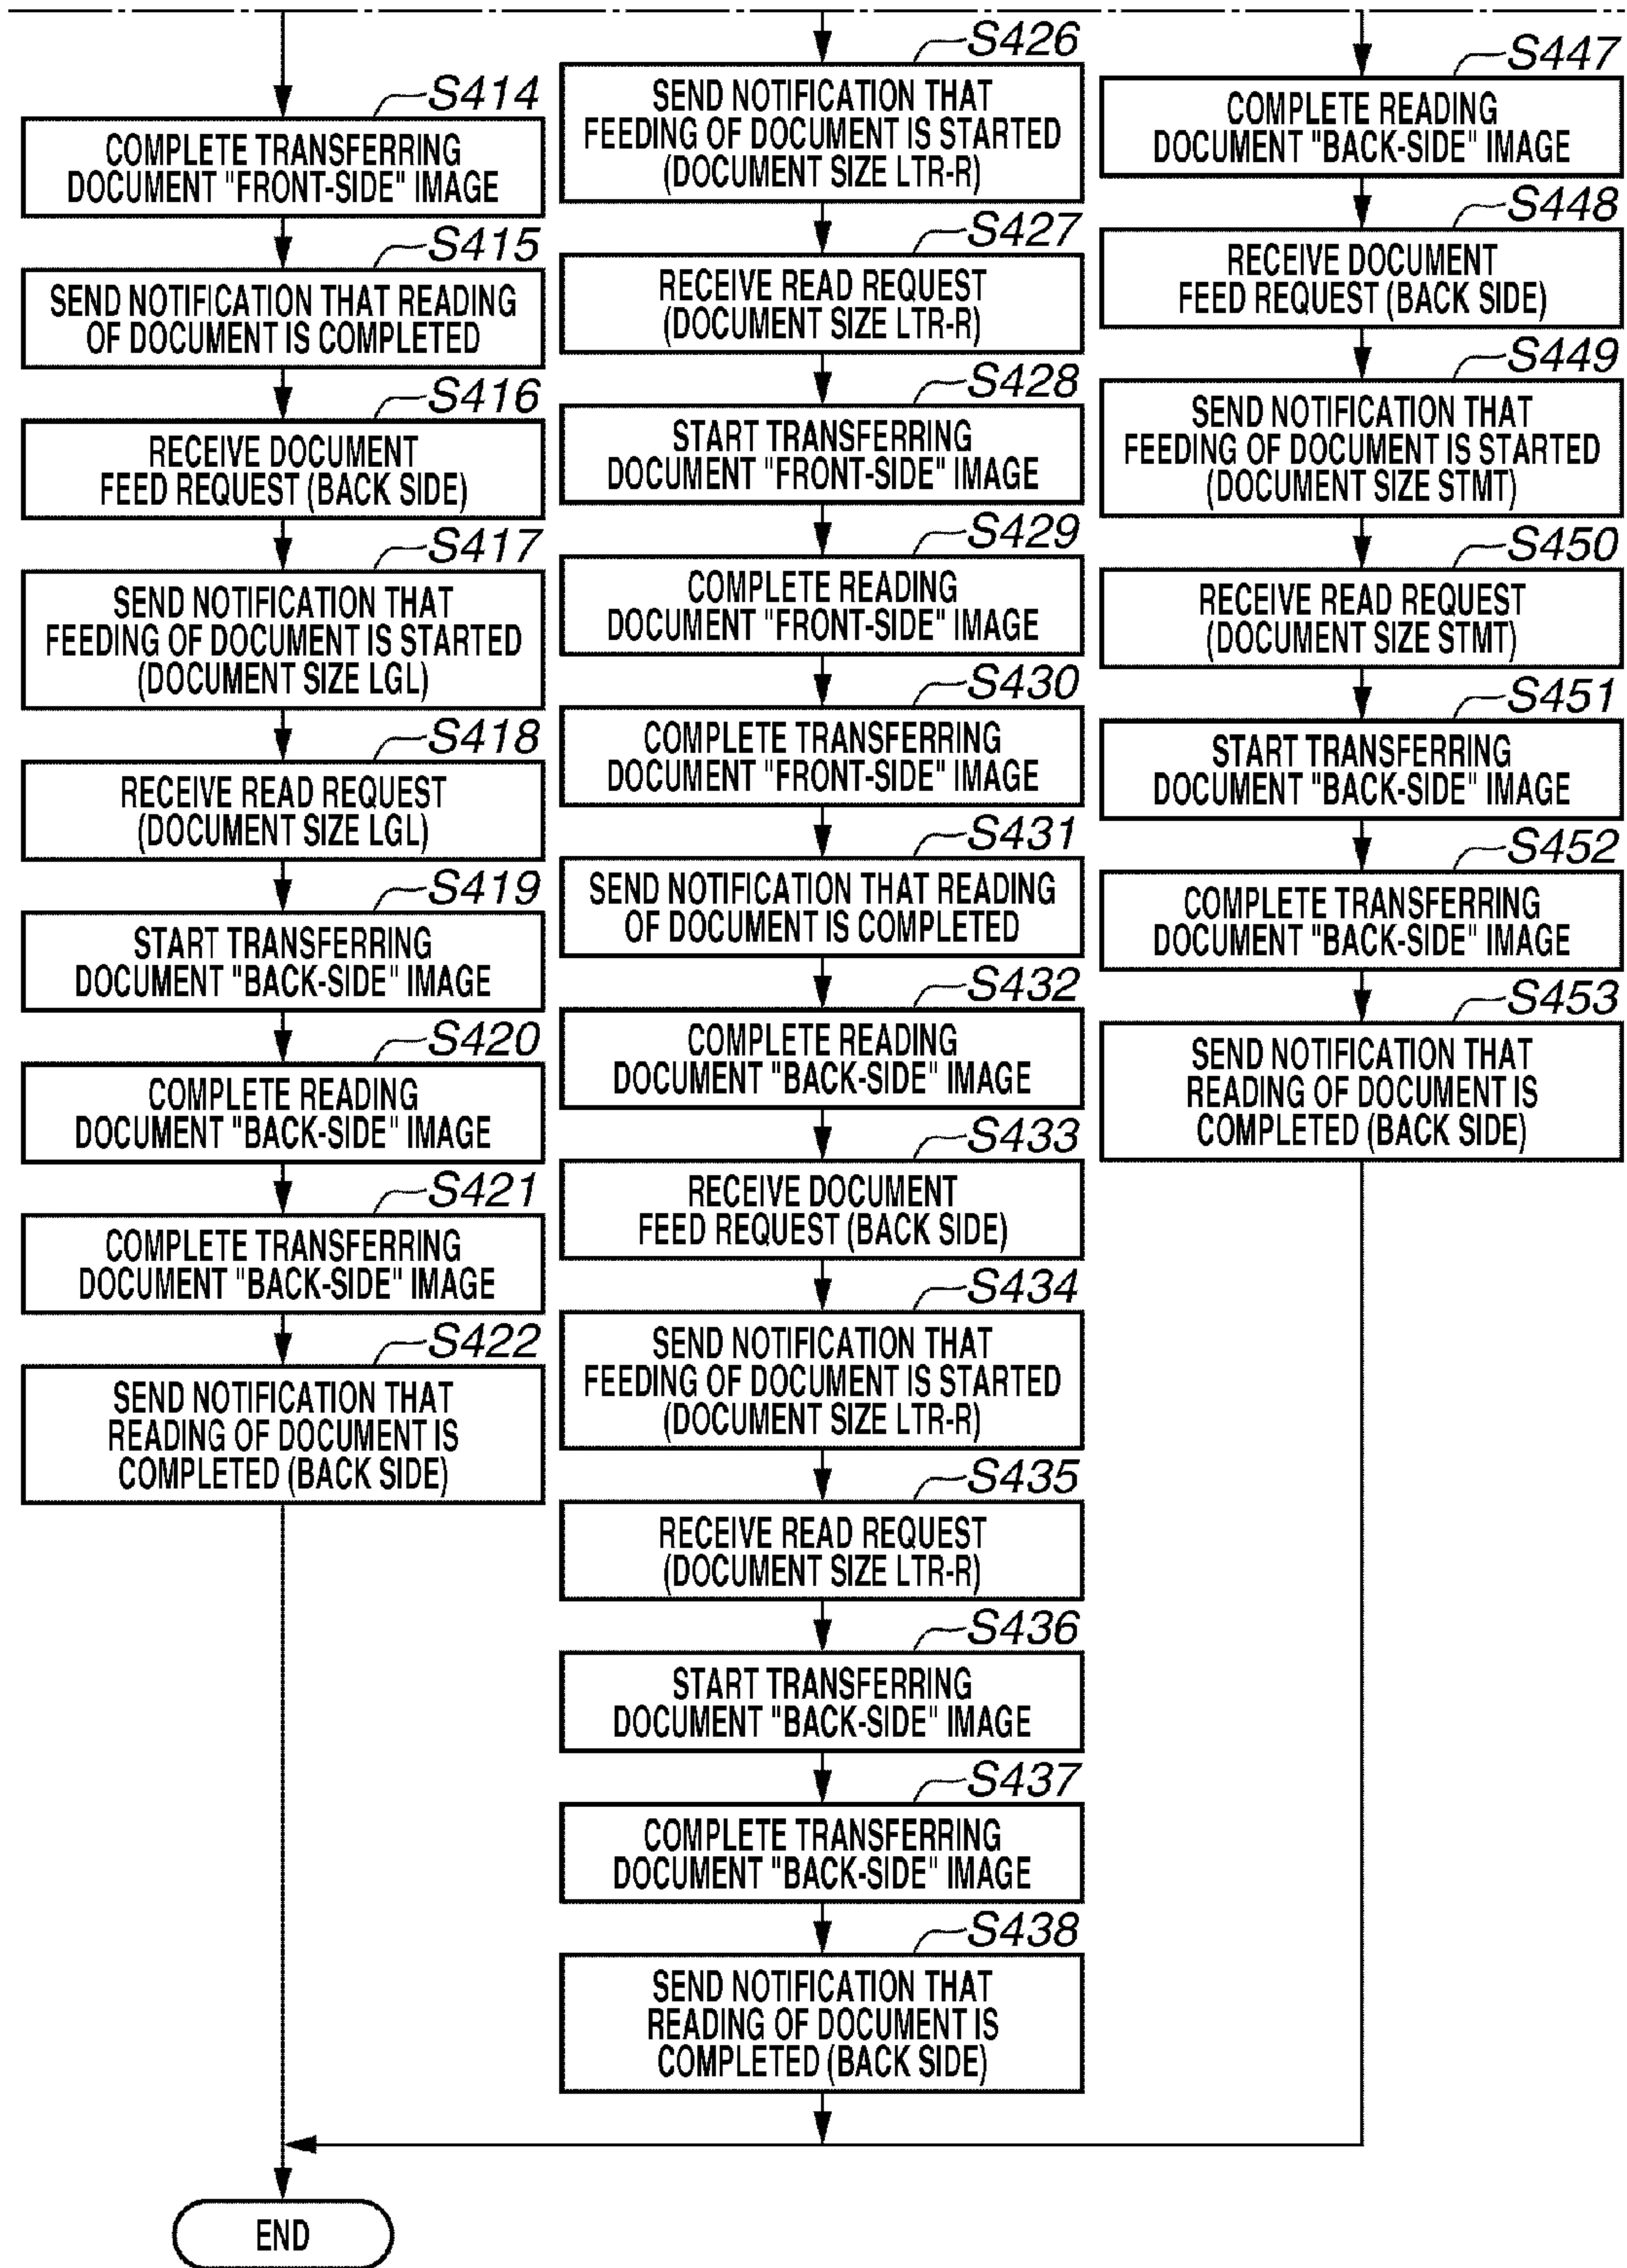 S414
COMPLETE TRANSFERRING
DOCUMENT "FRONT-SIDE" IMAGE
S415
SEND NOTIFICATION THAT READING
OF DOCUMENT IS COMPLETED
S416
RECEIVE DOCUMENT
FEED REQUEST (BACK SIDE)
S417
SEND NOTIFICATION THAT
FEEDING OF DOCUMENT IS STARTED
(DOCUMENT SIZE LGL)
S418
RECEIVE READ REQUEST
(DOCUMENT SIZE LGL)
S419
START TRANSFERRING
DOCUMENT "BACK-SIDE" IMAGE
S420
COMPLETE READING
DOCUMENT "BACK-SIDE" IMAGE
S421
COMPLETE TRANSFERRING
DOCUMENT "BACK-SIDE" IMAGE
S422
SEND NOTIFICATION THAT
READING OF DOCUMENT IS
COMPLETED (BACK SIDE)
S426
SEND NOTIFICATION THAT
FEEDING OF DOCUMENT IS STARTED
(DOCUMENT SIZE LTR-R)
S427
RECEIVE READ REQUEST
(DOCUMENT SIZE LTR-R)
S428
START TRANSFERRING
DOCUMENT "FRONT-SIDE" IMAGE
S429
COMPLETE READING
DOCUMENT "FRONT-SIDE" IMAGE
S430
COMPLETE TRANSFERRING
DOCUMENT "FRONT-SIDE" IMAGE
S431
SEND NOTIFICATION THAT READING
OF DOCUMENT IS COMPLETED
S432
COMPLETE READING
DOCUMENT "BACK-SIDE" IMAGE
S433
RECEIVE DOCUMENT
FEED REQUEST (BACK SIDE)
S434
SEND NOTIFICATION THAT
FEEDING OF DOCUMENT IS STARTED
(DOCUMENT SIZE LTR-R)
S435
RECEIVE READ REQUEST
(DOCUMENT SIZE LTR-R)
S436
START TRANSFERRING
DOCUMENT "BACK-SIDE" IMAGE
S437
COMPLETE TRANSFERRING
DOCUMENT "BACK-SIDE" IMAGE
S438
SEND NOTIFICATION THAT
READING OF DOCUMENT IS
COMPLETED (BACK SIDE)
S447
COMPLETE READING
DOCUMENT "BACK-SIDE" IMAGE
S448
RECEIVE DOCUMENT
FEED REQUEST (BACK SIDE)
S449
SEND NOTIFICATION THAT
FEEDING OF DOCUMENT IS STARTED
(DOCUMENT SIZE STMT)
S450
RECEIVE READ REQUEST
(DOCUMENT SIZE STMT)
S451
START TRANSFERRING
DOCUMENT "BACK-SIDE" IMAGE
S452
COMPLETE TRANSFERRING
DOCUMENT "BACK-SIDE" IMAGE
S453
SEND NOTIFICATION THAT
READING OF DOCUMENT IS
COMPLETED (BACK SIDE)
END